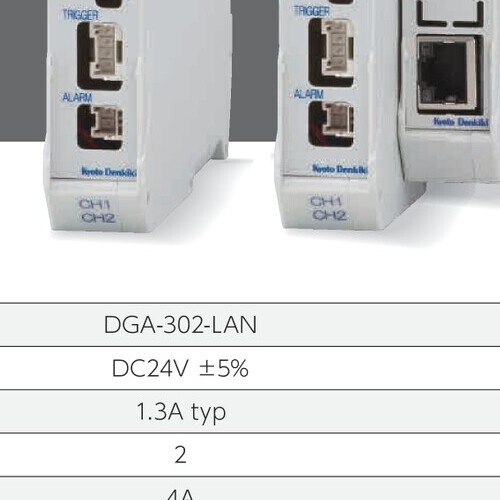 TRIGGER
ALARM
Kyoto Denkiki
CH1
CH2
TRIGGER
ALARM
Kyoto Denkiki
CH1
CH2
Kyoto Denkiki
DGA-302-LAN
DC24V ±5%
1.3A typ
2
4A